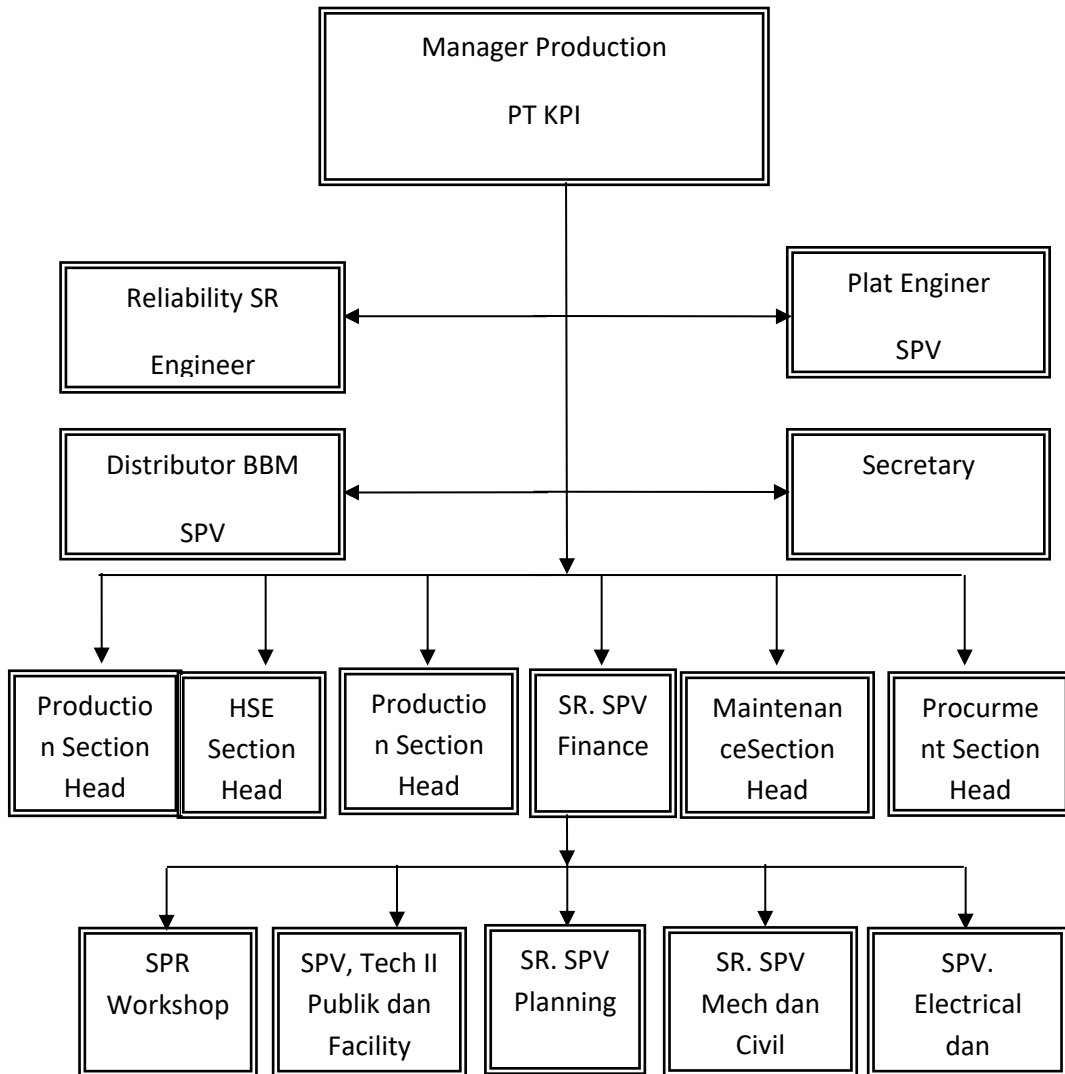 Manager Production
PT KPI
Reliability SR
Engineer
Plat Enginer
SPV
Distributor BBM
SPV
Secretary
Productio
n Section
Head
HSE
Section
Head
Productio
n Section
Head
SR. SPV
Finance
Maintenan
ceSection
Head
Procurme
nt Section
Head
SPR
Workshop
SPV, Tech II
Publik dan
Facility
SR. SPV
Planning
SR. SPV
Mech dan
Civil
SPV.
Electrical
dan